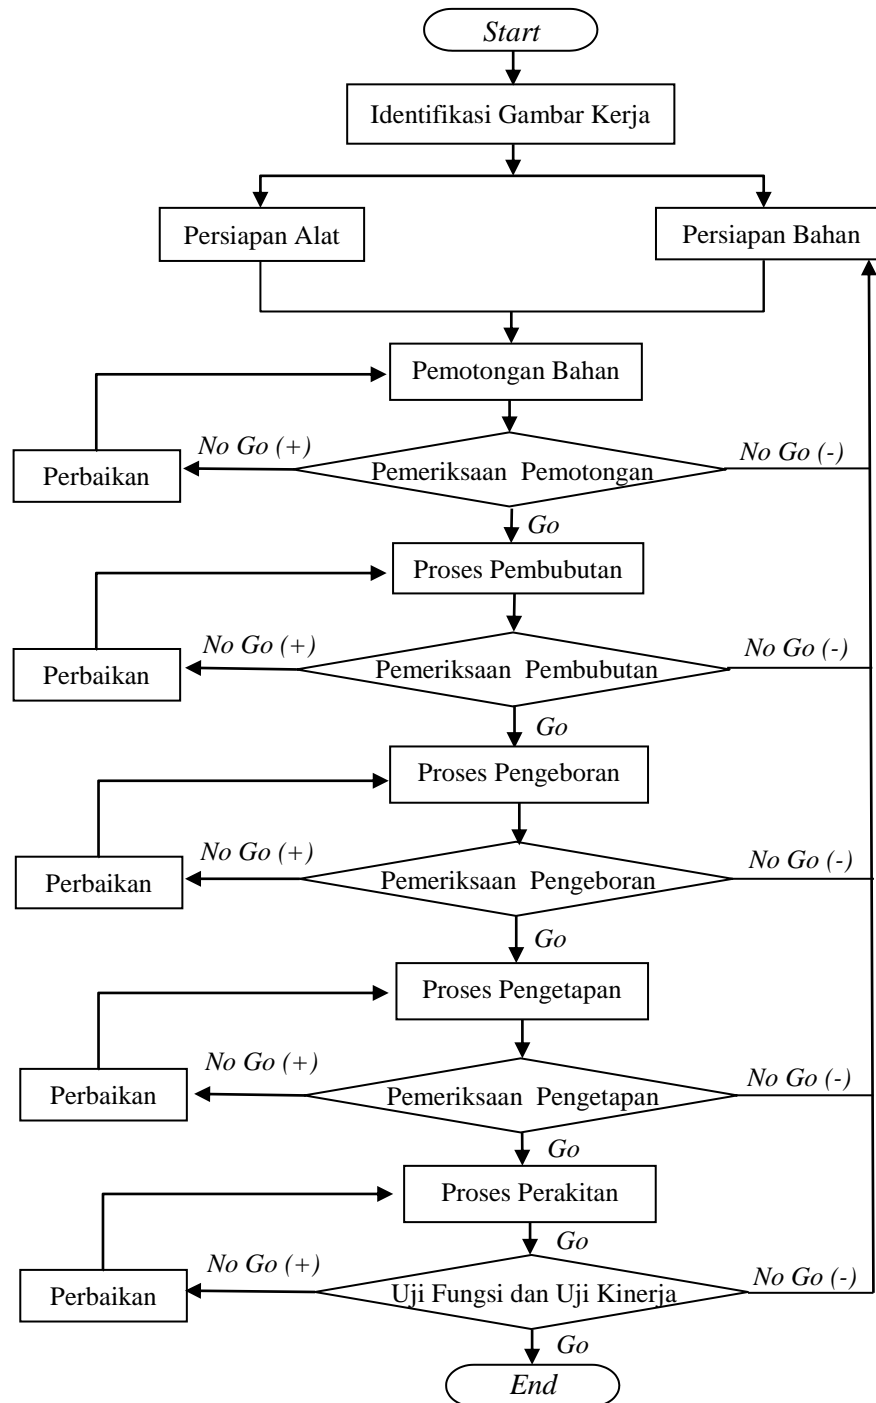 Start
Identifikasi Gambar Kerja
Persiapan Alat
Persiapan Bahan
Pemotongan Bahan
No Go (+)
No Go (-)
Perbaikan
Pemeriksaan Pemotongan
Go
Proses Pembubutan
No Go (+)
No Go (-)
Perbaikan
Pemeriksaan Pembubutan
Go
Proses Pengeboran
No Go (+)
No Go (-)
Perbaikan
Pemeriksaan Pengeboran
Go
Proses Pengetapan
No Go (+)
No Go (-)
Perbaikan
Pemeriksaan Pengetapan
Go
Proses Perakitan
Go
No Go (+)
No Go (-)
Perbaikan
Uji Fungsi dan Uji Kinerja
Go
End